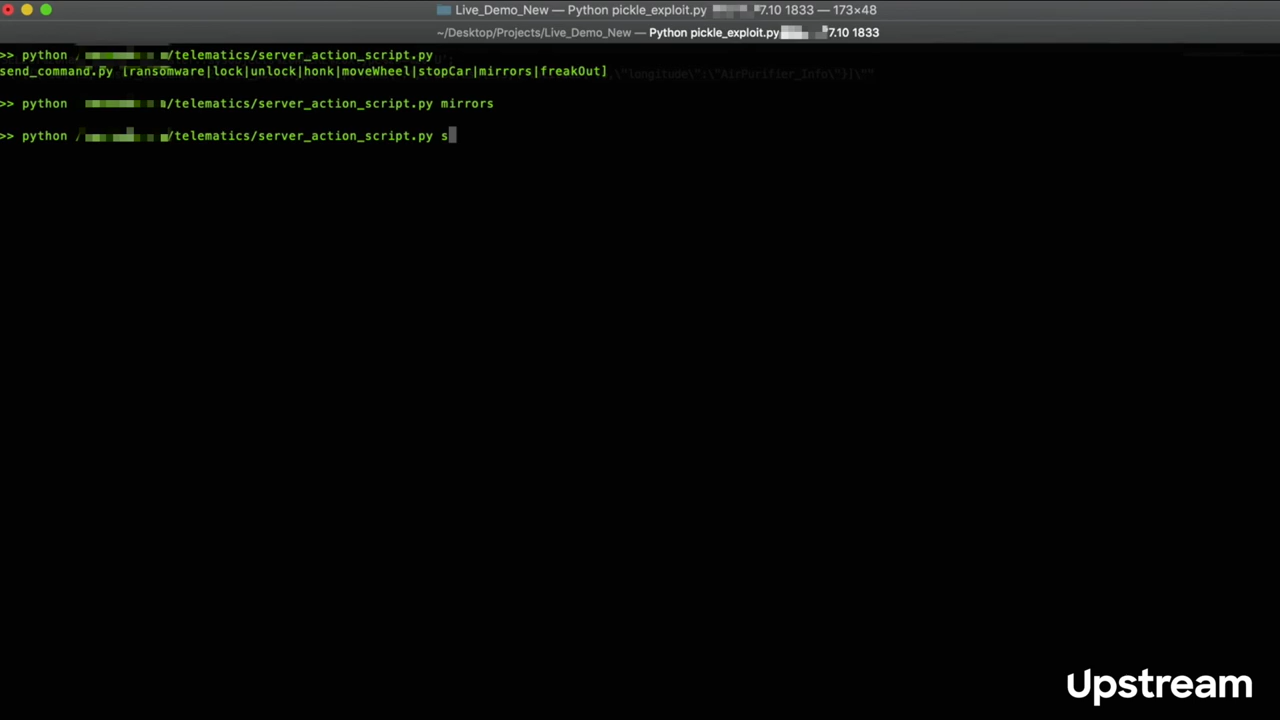 Live_Demo_New — Python pickle_exploit.py 7.10 1833 — 173×48
~/Desktop/Projects/Live_Demo_New — Python pickle_exploit.py 7.10 1833
>> python /telematics/server_action_script.py
send_command.py [ransomware|lock|unlock|honk|moveWheel|stopCar|mirrors|freakOut]
\"longitude\":\"AirPurifier_Info\"}|\""
>> python /telematics/server_action_script.py mirrors
>> python /telematics/server_action_script.py s
Upstream